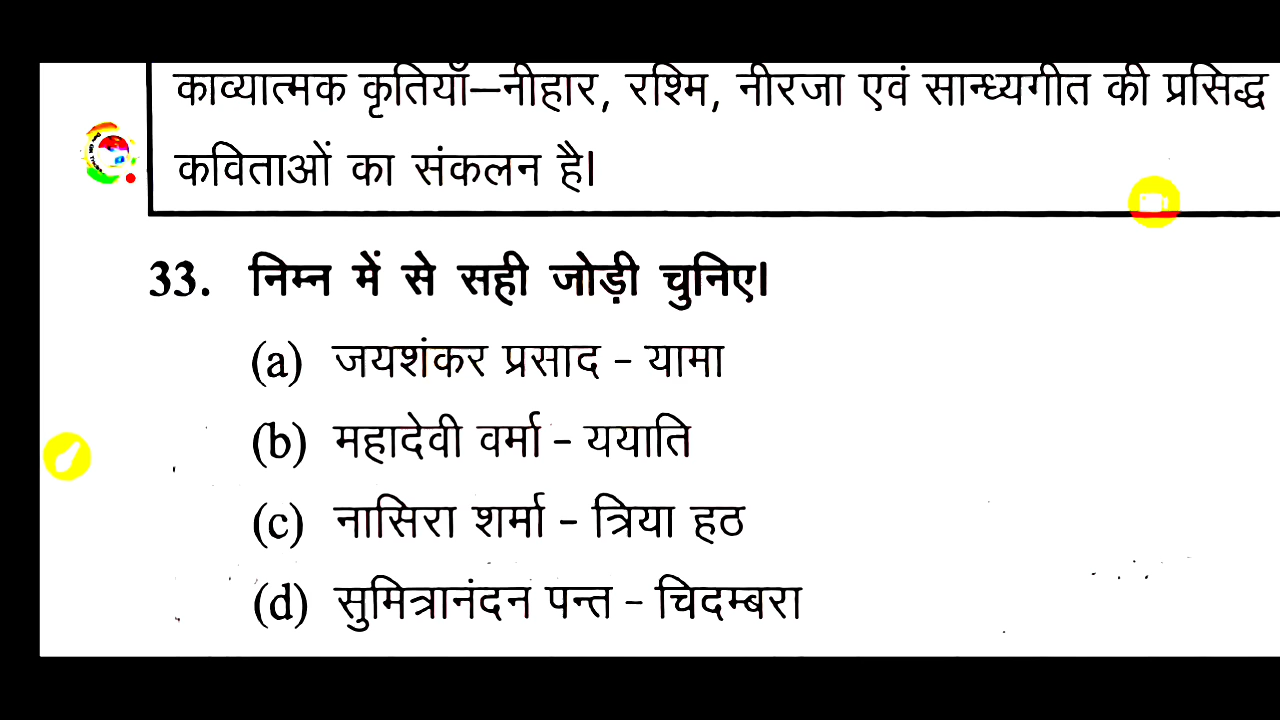 काव्यात्मक कृतियाँ–नीहार, रश्मि, नीरजा एवं सान्ध्यगीत की प्रसिद्ध
कविताओं का संकलन है।
33. निम्न में से सही जोड़ी चुनिए।
(a) जयशंकर प्रसाद - यामा
(b) महादेवी वर्मा - ययाति
(c) नासिरा शर्मा - त्रिया हठ
(d) सुमित्रानंदन पन्त - चिदम्बरा